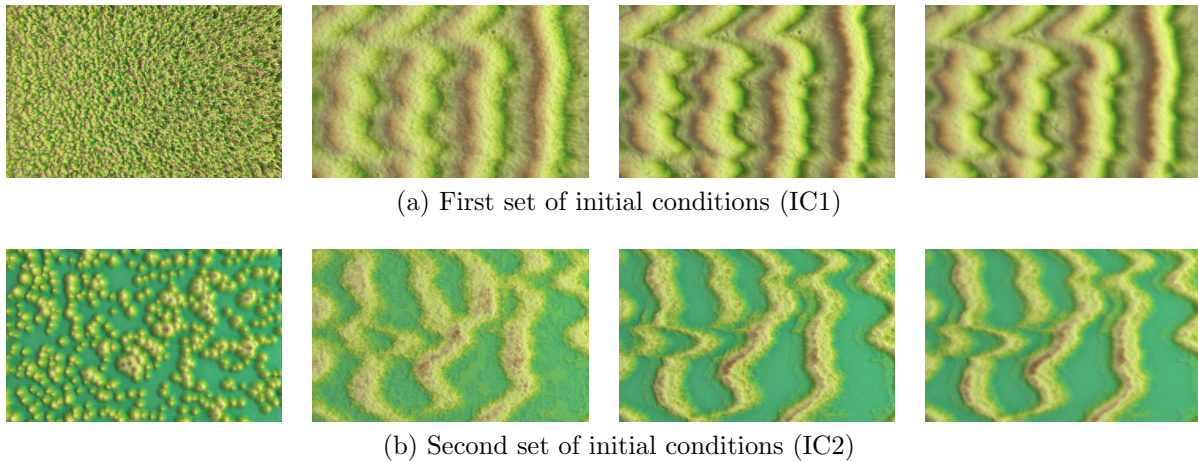 (a) First set of initial conditions (IC1)
(b) Second set of initial conditions (IC2)